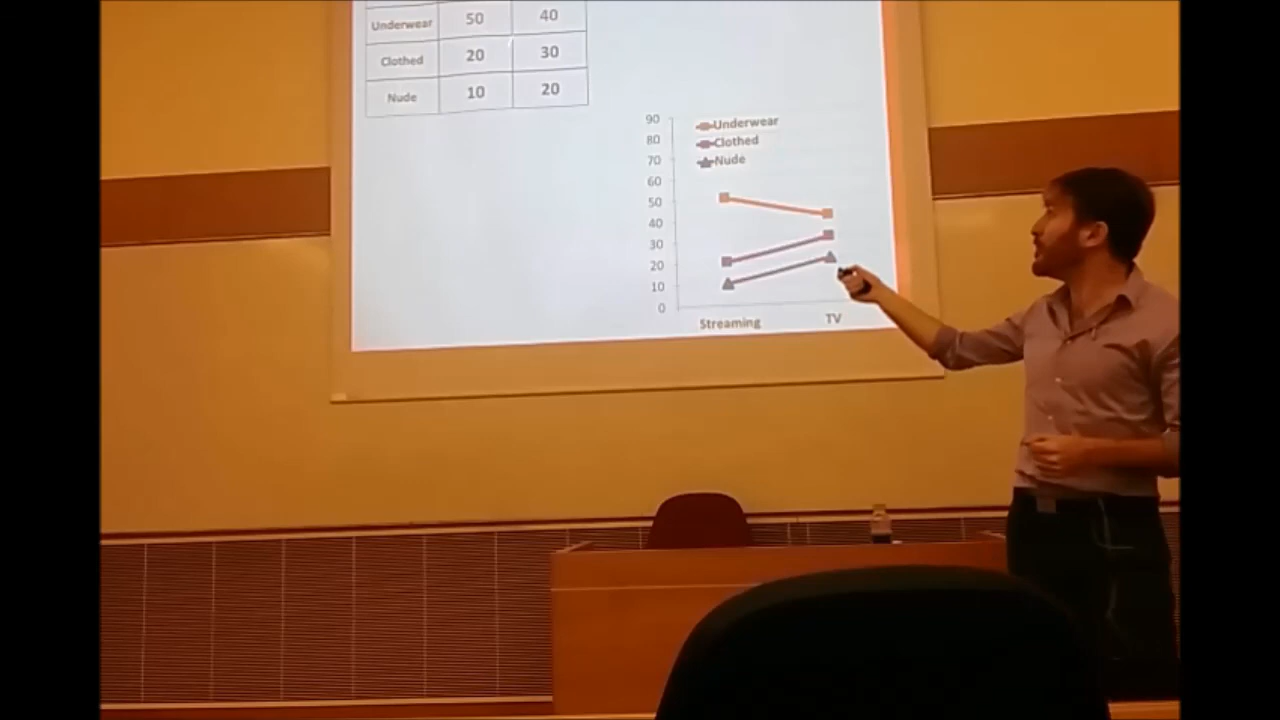 Underwear 50 40
Clothed 20 30
Nude 10 20
90
80
70
60
50
40
30
20
10
0
Underwear
Clothed
Nude
Streaming TV